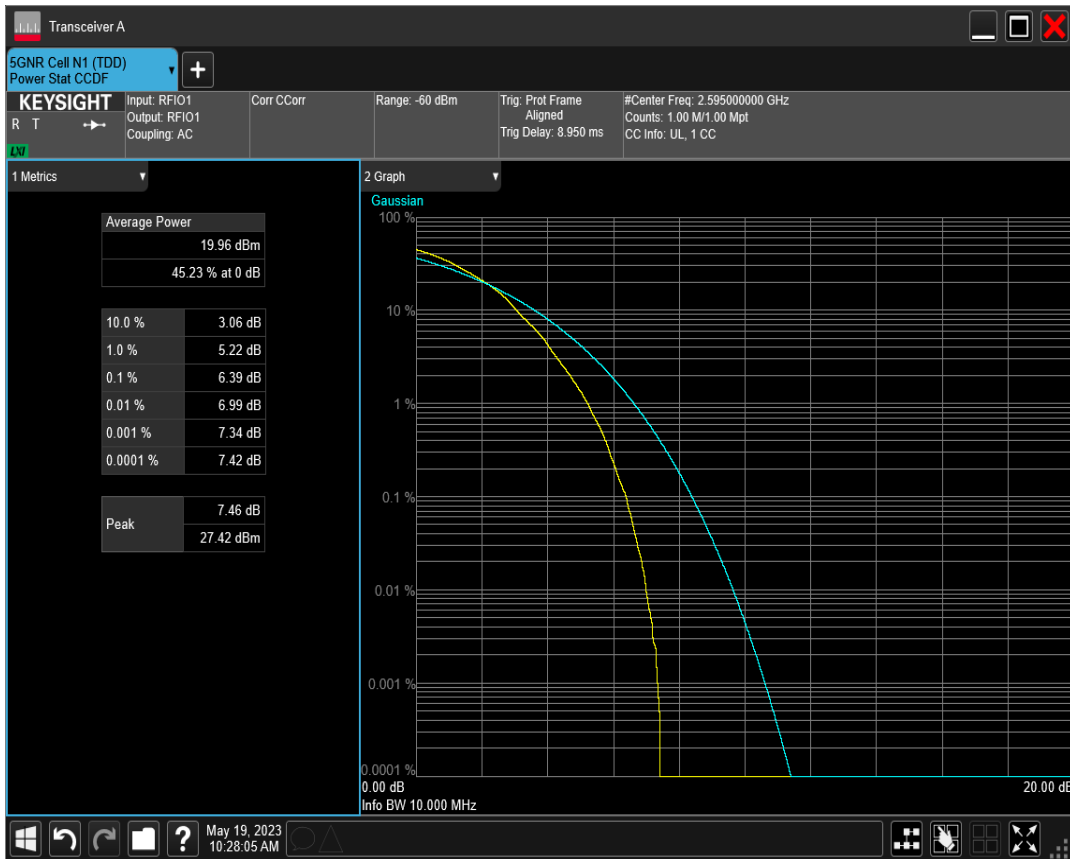 Transceiver A
5GNR Cell N1 (TDD)
Power Stat CCDF
+
KEYSIGHT
R T
LXI
Input: RFIO1
Output: RFIO1
Coupling: AC
Corr CCorr
Range: -60 dBm
Trig: Prot Frame
Aligned
Trig Delay: 8.950 ms
#Center Freq: 2.595000000 GHz
Counts: 1.00 M/1.00 Mpt
CC Info: UL, 1 CC
1 Metrics
Average Power
19.96 dBm
45.23 % at 0 dB
10.0 % 3.06 dB
1.0 % 5.22 dB
0.1 % 6.39 dB
0.01 % 6.99 dB
0.001 % 7.34 dB
0.0001 % 7.42 dB
Peak
7.46 dB
27.42 dBm
2 Graph
Gaussian
100 %
10 %
1 %
0.1 %
0.01 %
0.001 %
0.0001 %
0.00 dB 20.00 dB
Info BW 10.000 MHz
?
May 19, 2023
10:28:05 AM